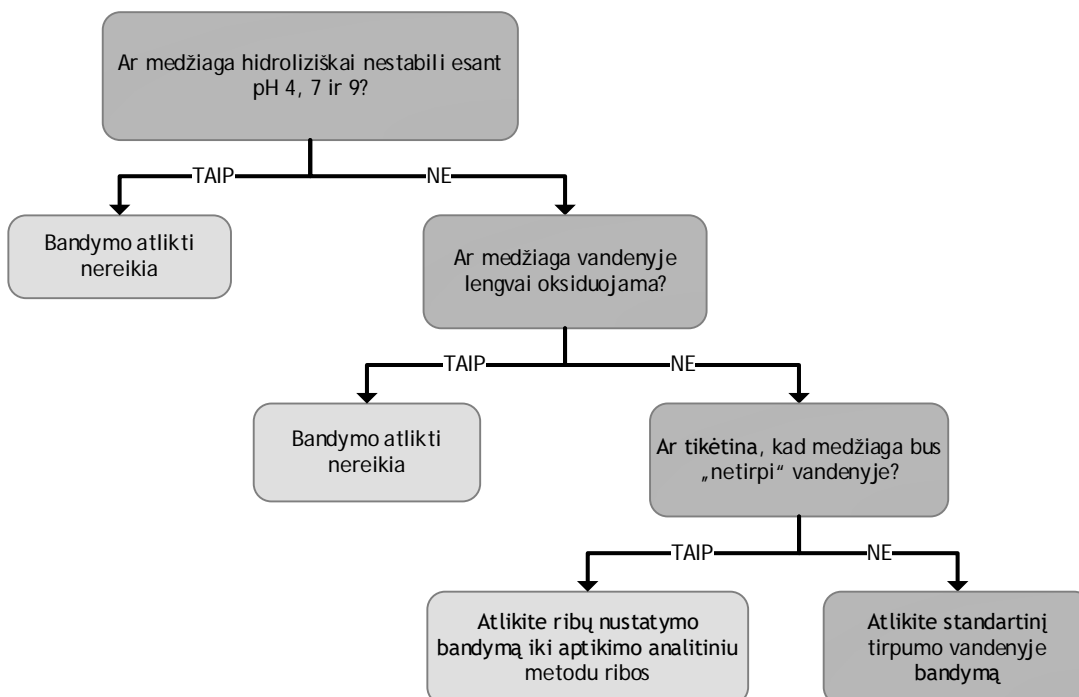 Ar medžiaga hidroliziškai nestabili esant
pH 4, 7 ir 9?
TAIP
NE
Bandymo atlikti
nereikia
Ar medžiaga vandenyje
lengvai oksiduojama?
TAIP
NE
Bandymo atlikti
nereikia
Ar tikėtina, kad medžiaga bus
„netirpi“ vandenyje?
TAIP
NE
Atlikite ribų nustatymo
bandymą iki aptikimo analitiniu
metodu ribos
Atlikite standartinį
tirpumo vandenyje
bandymą